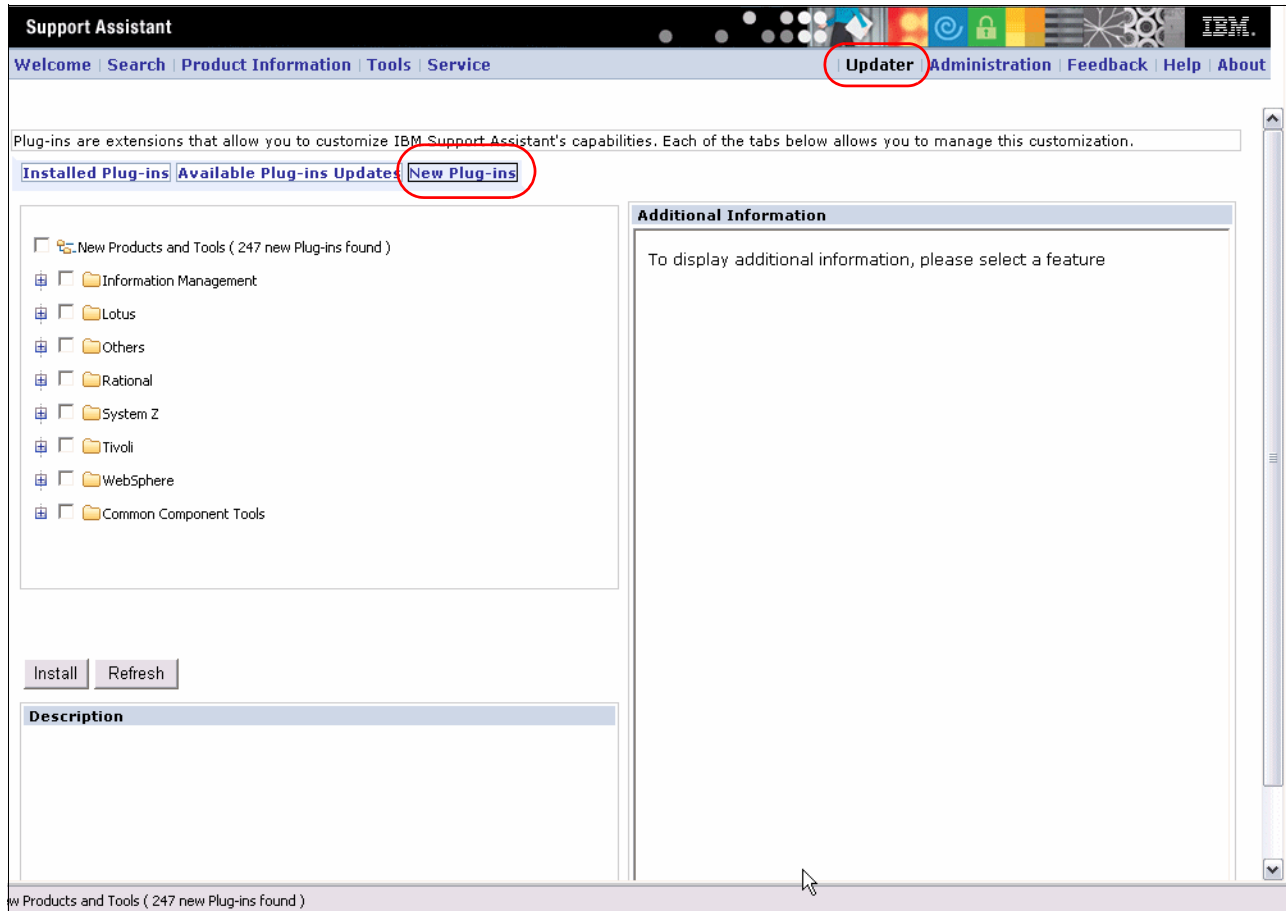 Support Assistant
IBM.
Welcome | Search | Product Information | Tools | Service | Updater | Administration | Feedback | Help | About
Plug-ins are extensions that allow you to customize IBM Support Assistant's capabilities. Each of the tabs below allows you to manage this customization.
Installed Plug-ins Available Plug-ins Updates New Plug-ins
New Products and Tools ( 247 new Plug-ins found )
Information Management
Lotus
Others
Rational
System Z
Tivoli
WebSphere
Common Component Tools
Install Refresh
Description
Additional Information
To display additional information, please select a feature
w Products and Tools ( 247 new Plug-ins found )